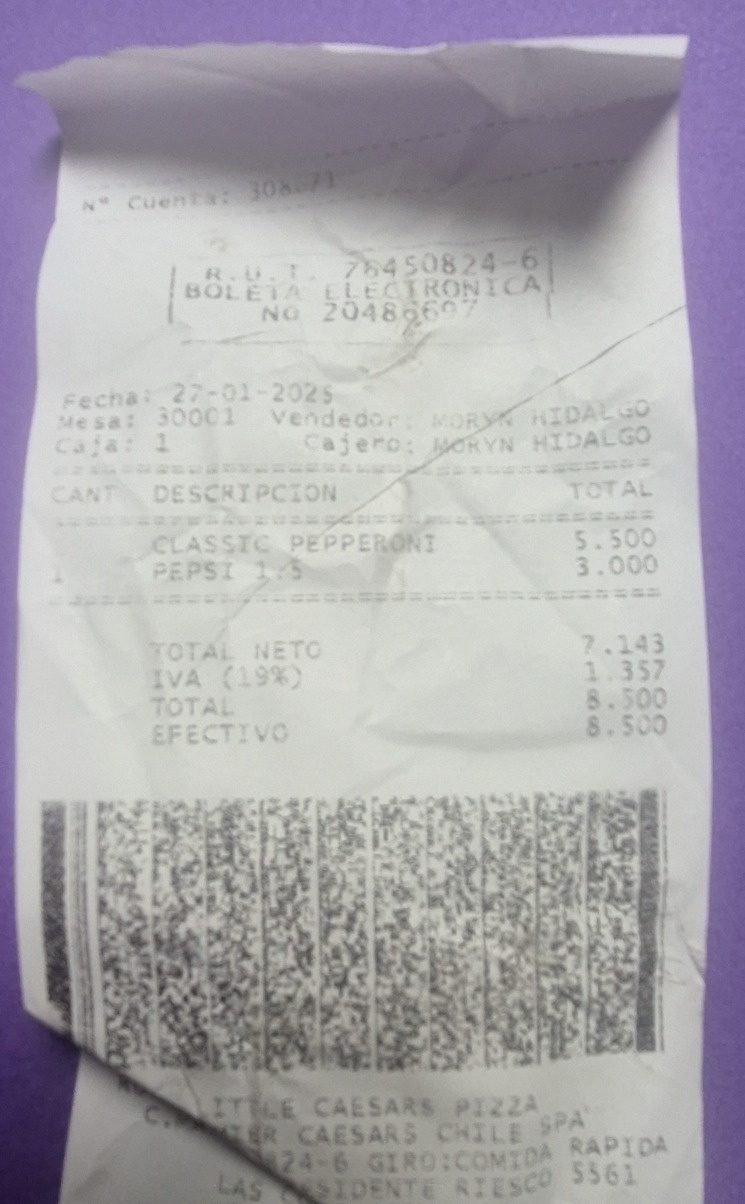 Nº Cuenta:
R.U.T. 76450824-6
BOLETA ELECTRONICA
NO 20486697
Fecha: 27-01-2025
Mesa: 30001 Vendedor: MORYN HIDALGO
Caja: 1 Cajero: MORYN HIDALGO
CANT DESCRIPCION TOTAL
CLASSIC PEPPERONI 5.500
1 PEPSI 1.5 3.000
TOTAL NETO 7.143
IVA (19%) 1.357
TOTAL 8.500
EFECTIVO 8.500
ITTLE CAESARS PIZZA
CAESARS CHILE SPA
824-6 GIRO:COMIDA RAPIDA
LAS SIDENTE RIESCO 5561